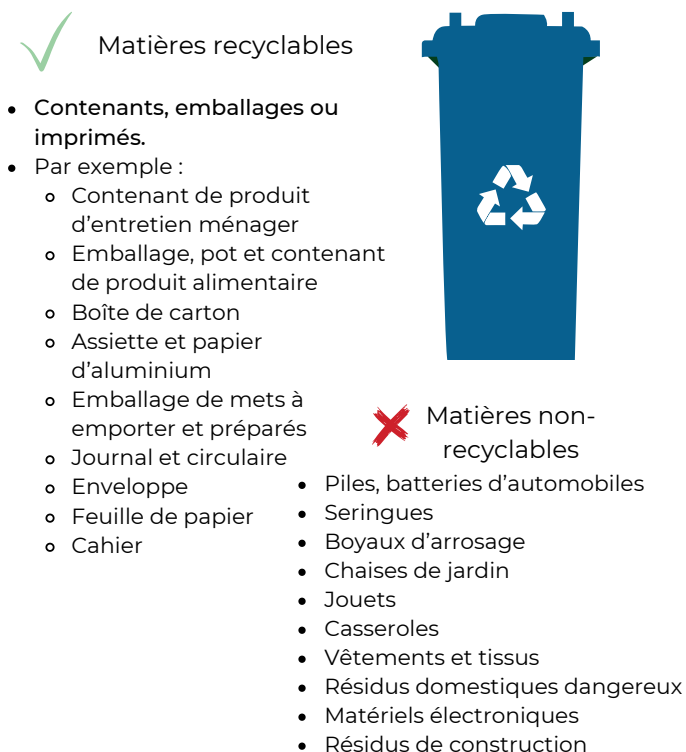 Matières recyclables
• Contenants, emballages ou
imprimés.
• Par exemple :
Contenant de produit
d’entretien ménager
Emballage, pot et contenant
de produit alimentaire
Boîte de carton
Assiette et papier
d’aluminium
Emballage de mets à
emporter et préparés
Journal et circulaire
Enveloppe
Feuille de papier
Cahier
Matières non-
recyclables
• Piles, batteries d’automobiles
• Seringues
• Boyaux d’arrosage
• Chaises de jardin
• Jouets
• Casseroles
• Vêtements et tissus
• Résidus domestiques dangereux
• Matériels électroniques
• Résidus de construction